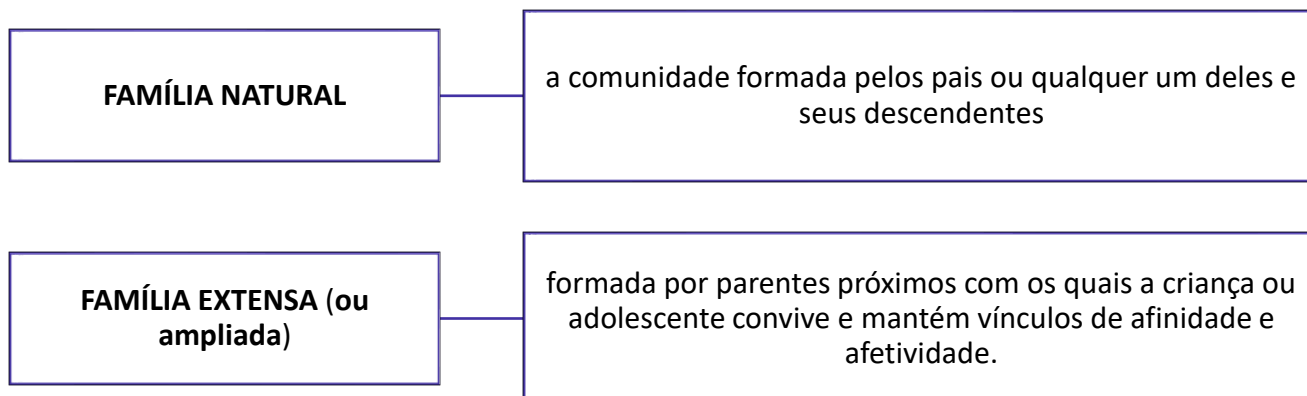 FAMÍLIA NATURAL
a comunidade formada pelos pais ou qualquer um deles e
seus descendentes
FAMÍLIA EXTENSA (ou
ampliada)
formada por parentes próximos com os quais a criança ou
adolescente convive e mantém vínculos de afinidade e
afetividade.